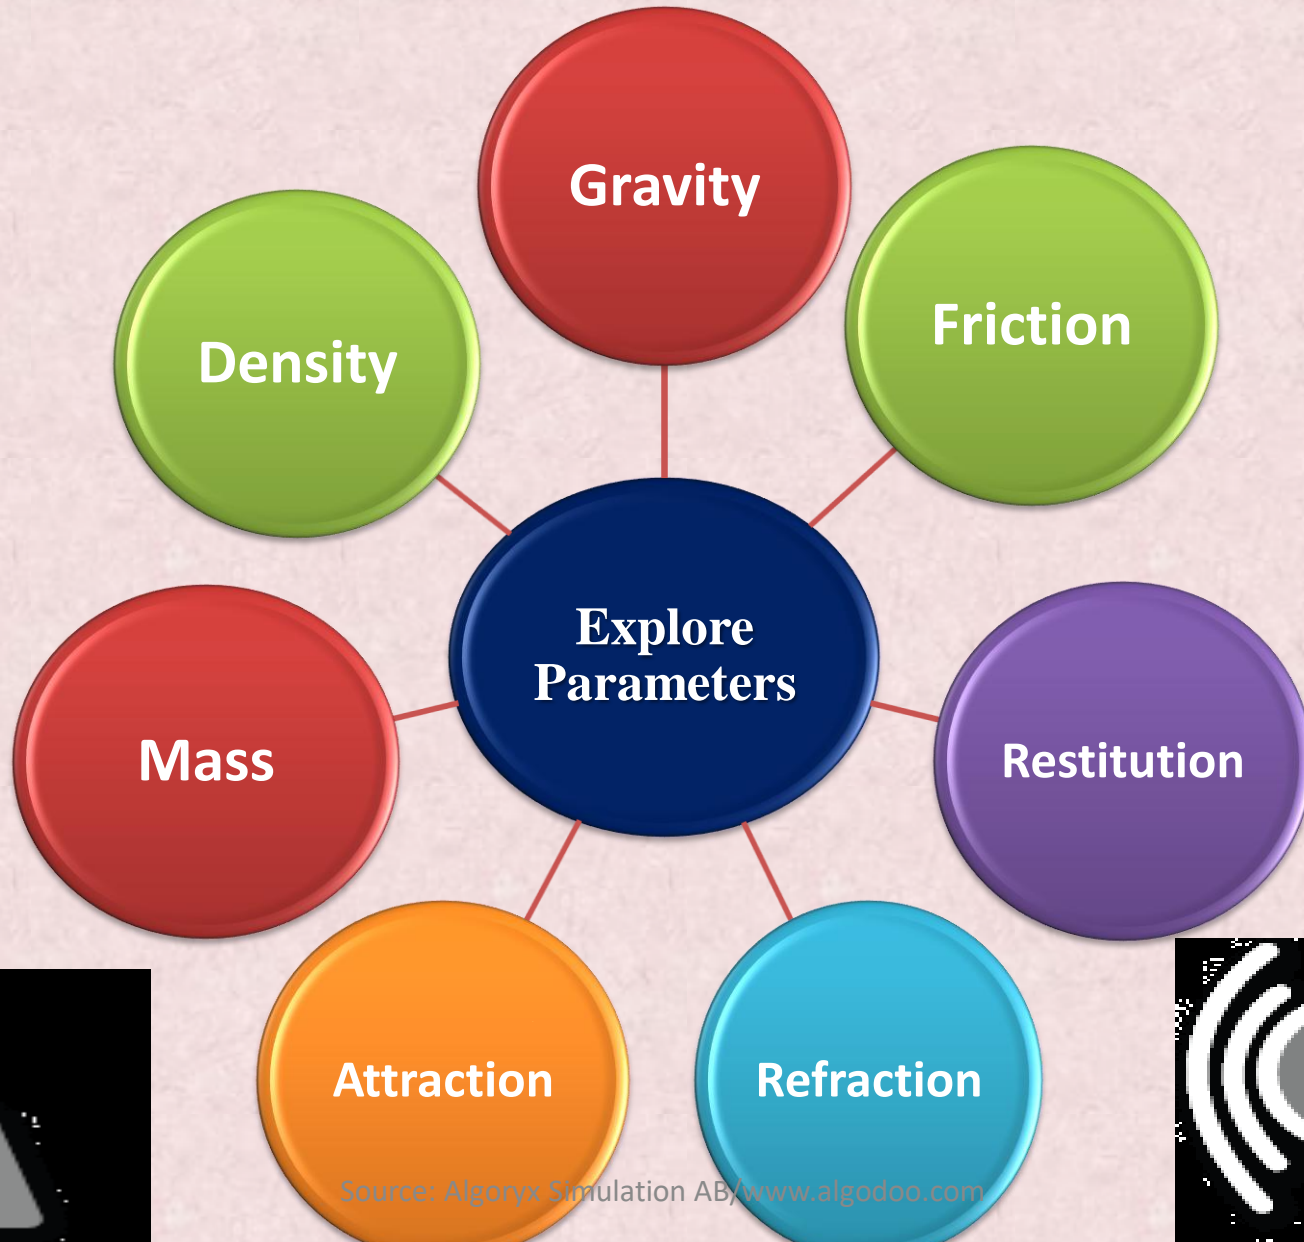 Gravity
Friction
Density
Explore
Parameters
Mass
Restitution
Attraction
Refraction
Source: Algoryx Simulation AB/www.algodoo.com